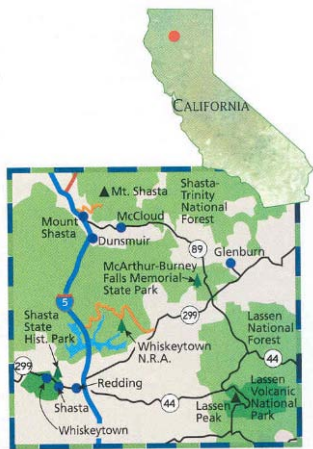 CALIFORNIA
Mt. Shasta
Shasta-
Trinity
National
Forest
Mount
Shasta
McCloud
Dunsmuir
89
Glenburn
McArthur-Burney
Falls Memorial
State Park
5
299
Shasta
State
Hist. Park
Whiskeytown
N.R.A.
Lassen
National
Forest
44
299
Redding
44
Lassen
Volcanic
National
Park
Shasta
Lassen
Peak
Whiskeytown